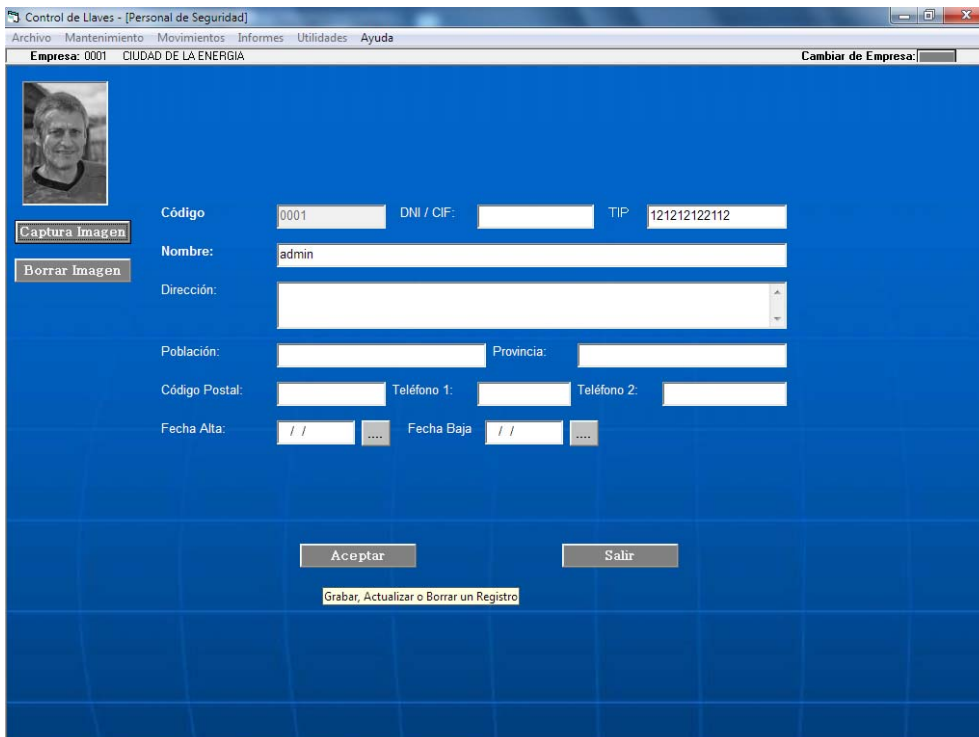 Control de Llaves - [Personal de Seguridad]
Archivo Mantenimiento Movimientos Informes Utilidades Ayuda
Empresa: 0001 CIUDAD DE LA ENERGIA Cambiar de Empresa:
Código 0001 DNI / CIF: TIP 121212122112
Captura Imagen
Nombre: admin
Borrar Imagen
Dirección:
Población: Provincia:
Código Postal: Teléfono 1: Teléfono 2:
Fecha Alta: / / .... Fecha Baja / / ....
Aceptar Salir
Grabar, Actualizar o Borrar un Registro